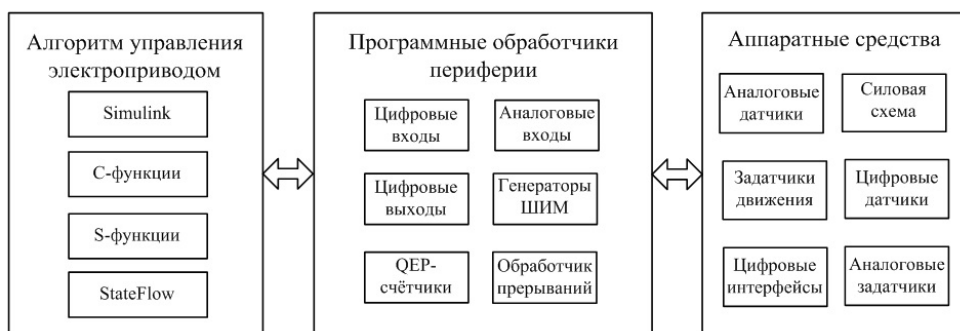 Алгоритм управления
электроприводом
Simulink
С-функции
S-функции
StateFlow
Программные обработчики
периферии
Цифровые
входы
Аналоговые
входы
Цифровые
выходы
Генераторы
ШИМ
QEP-
счётчики
Обработчик
прерываний
Аппаратные средства
Аналоговые
датчики
Силовая
схема
Задатчики
движения
Цифровые
датчики
Цифровые
интерфейсы
Аналоговые
задатчики